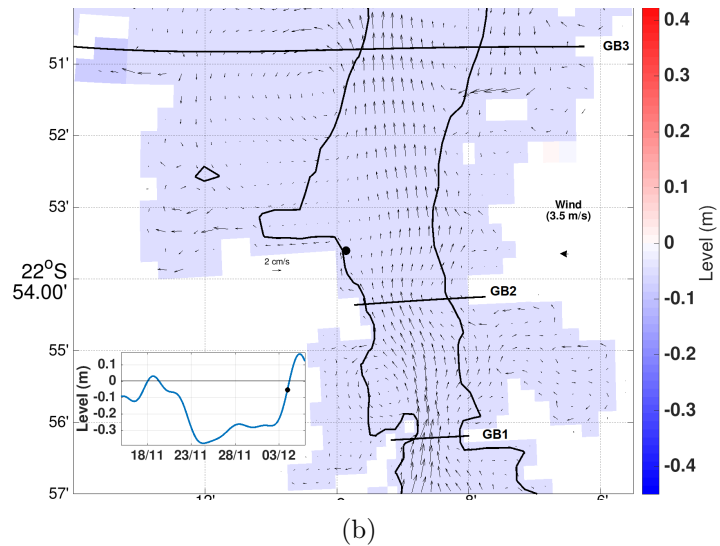 GB3
51'
52'
53'
22°S
54.00'
55'
56'
57'
Wind
(3.5 m/s)
2 cm/s
GB2
GB1
Level (m)
0.1
0
-0.1
-0.2
-0.3
18/11
23/11
28/11
03/12
8'
6'
0.4
0.3
0.2
0.1
0
-0.1
-0.2
-0.3
-0.4
Level (m)
(b)